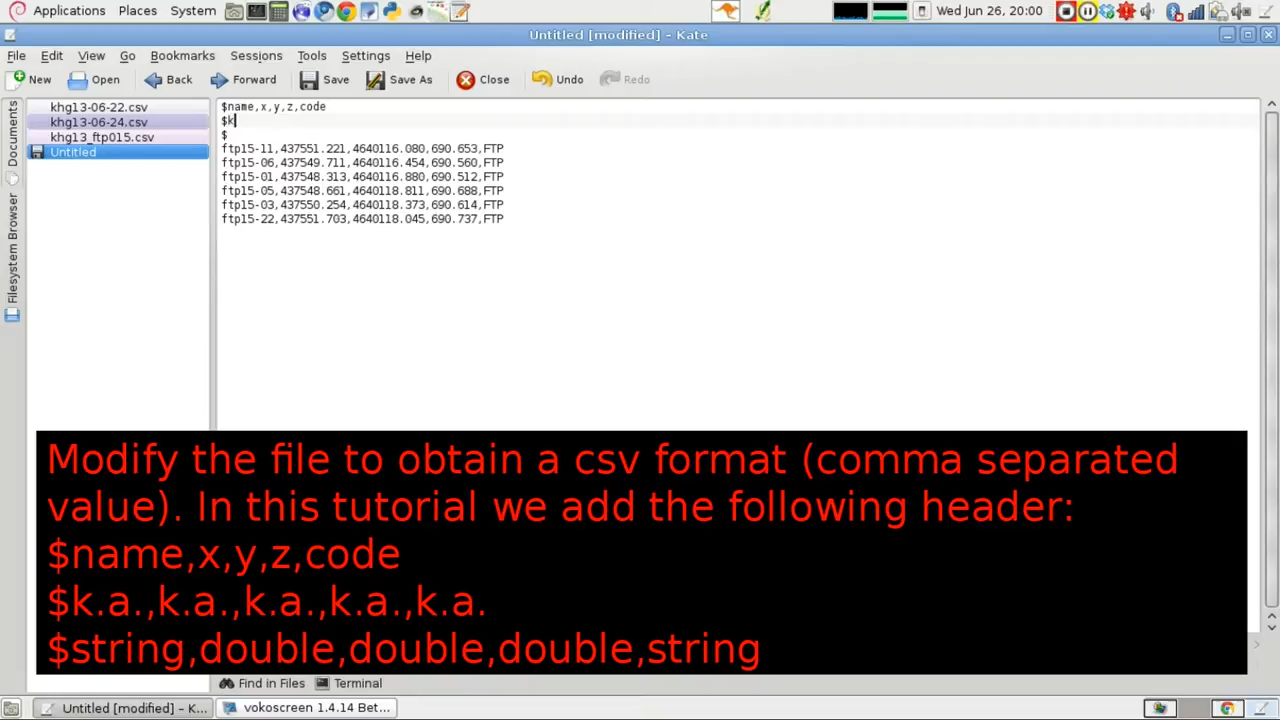 Applications Places System
Wed Jun 26, 20:00
Untitled [modified] – Kate
File Edit View Go Bookmarks Sessions Tools Settings Help
New Open Back Forward Save Save As Close Undo Redo
Documents
Filesystem Browser
khg13-06-22.csv
khg13-06-24.csv
khg13_ftp015.csv
Untitled
$name,x,y,z,code
$k
$
ftp15-11,437551.221,4640116.080,690.653,FTP
ftp15-06,437549.711,4640116.454,690.560,FTP
ftp15-01,437548.313,4640116.880,690.512,FTP
ftp15-05,437548.661,4640118.811,690.688,FTP
ftp15-03,437550.254,4640118.373,690.614,FTP
ftp15-22,437551.703,4640118.045,690.737,FTP
Modify the file to obtain a csv format (comma separated
value). In this tutorial we add the following header:
$name,x,y,z,code
$k.a.,k.a.,k.a.,k.a.,k.a.
$string,double,double,double,string
Find in Files Terminal
Untitled [modified] – K... vokoscreen 1.4.14 Bet...